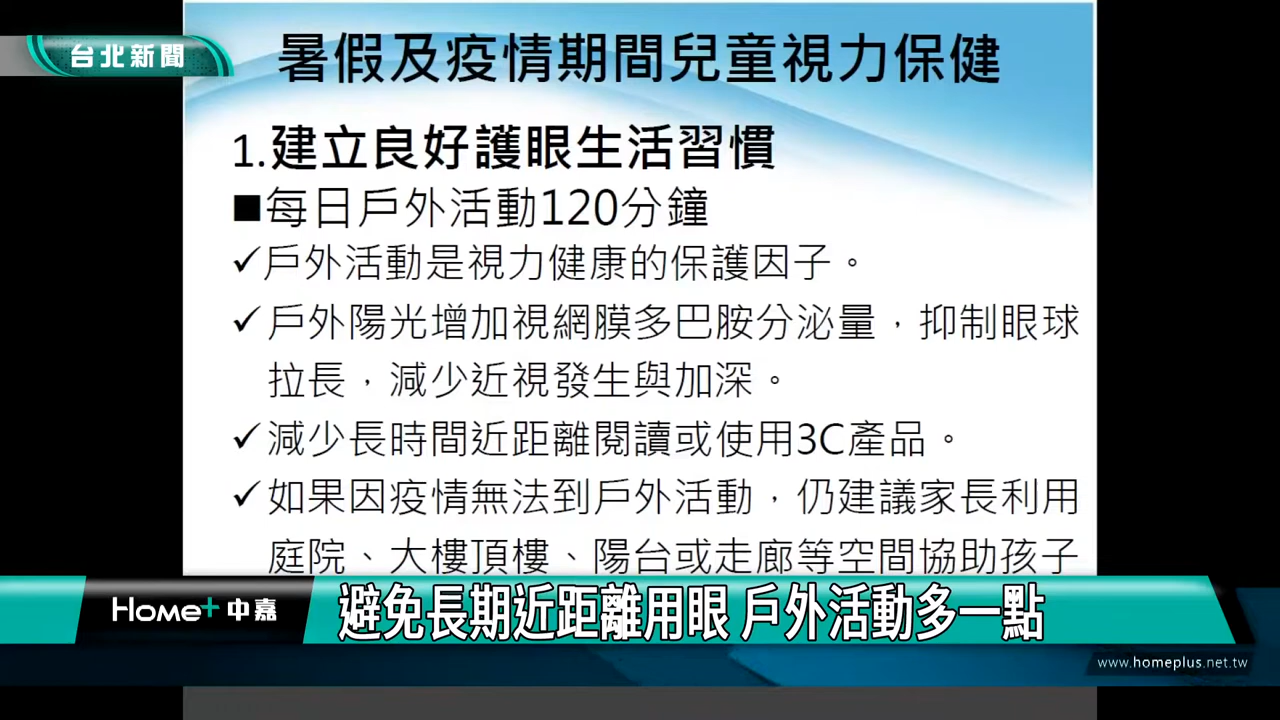 台北新聞
暑假及疫情期間兒童視力保健
1.建立良好護眼生活習慣
■每日戶外活動120分鐘
✓戶外活動是視力健康的保護因子。
✓戶外陽光增加視網膜多巴胺分泌量，抑制眼球
拉長，減少近視發生與加深。
✓減少長時間近距離閱讀或使用3C產品。
✓如果因疫情無法到戶外活動，仍建議家長利用
庭院、大樓頂樓、陽台或走廊等空間協助孩子
Home+中嘉
避免長期近距離用眼 戶外活動多一點
www.homeplus.net.tw